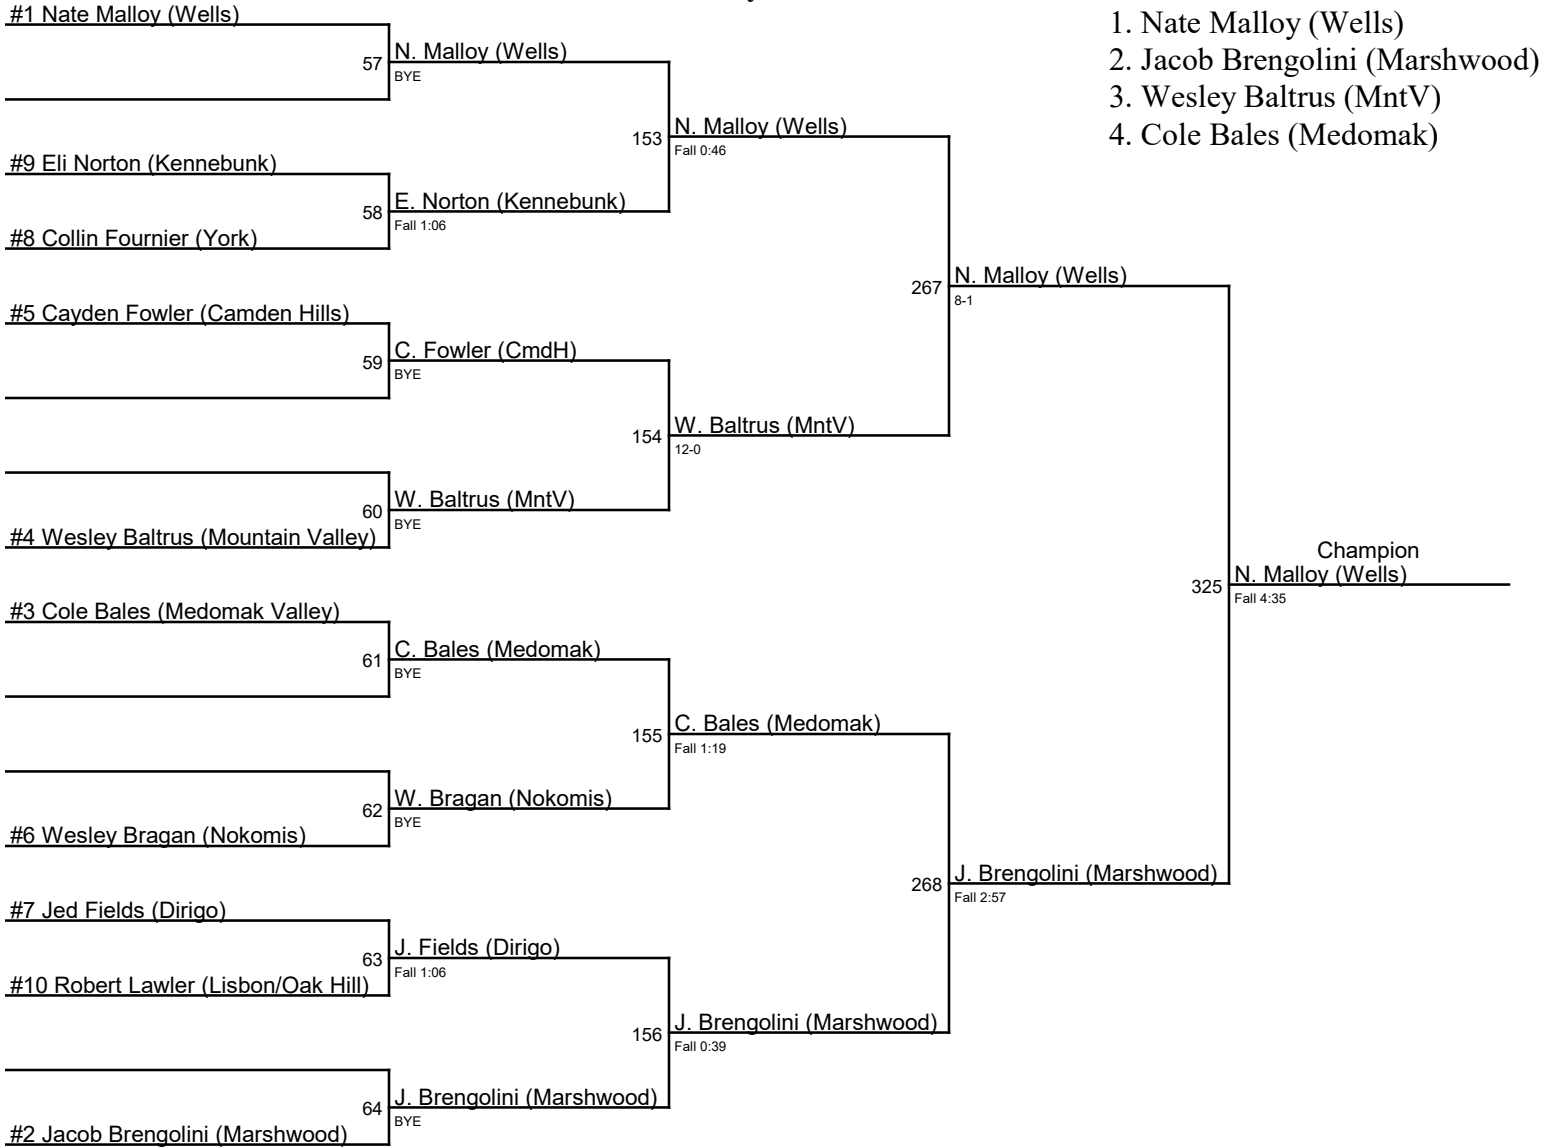 #1 Nate Malloy (Wells)
57
N. Malloy (Wells)
BYE
153
N. Malloy (Wells)
Fall 0:46
#9 Eli Norton (Kennebunk)
58
E. Norton (Kennebunk)
Fall 1:06
#8 Collin Fournier (York)
267
N. Malloy (Wells)
8-1
#5 Cayden Fowler (Camden Hills)
59
C. Fowler (CmdH)
BYE
154
W. Baltrus (MntV)
12-0
60
W. Baltrus (MntV)
BYE
#4 Wesley Baltrus (Mountain Valley)
Champion
325
N. Malloy (Wells)
Fall 4:35
#3 Cole Bales (Medomak Valley)
61
C. Bales (Medomak)
BYE
155
C. Bales (Medomak)
Fall 1:19
62
W. Bragan (Nokomis)
BYE
#6 Wesley Bragan (Nokomis)
268
J. Brengolini (Marshwood)
Fall 2:57
#7 Jed Fields (Dirigo)
63
J. Fields (Dirigo)
Fall 1:06
#10 Robert Lawler (Lisbon/Oak Hill)
156
J. Brengolini (Marshwood)
Fall 0:39
64
J. Brengolini (Marshwood)
BYE
#2 Jacob Brengolini (Marshwood)
1. Nate Malloy (Wells)
2. Jacob Brengolini (Marshwood)
3. Wesley Baltrus (MntV)
4. Cole Bales (Medomak)